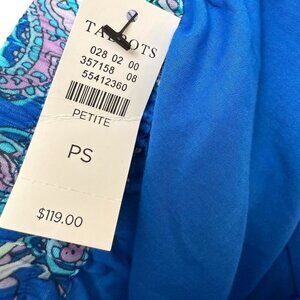 TALBOTS
028 02 00
357158 08
55412360
PETITE
PS
$119.00